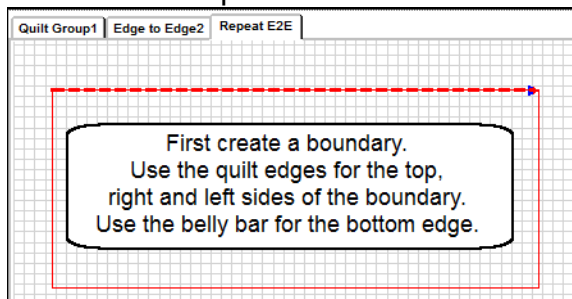 Quilt Group1 Edge to Edge2 Repeat E2E
First create a boundary.
Use the quilt edges for the top,
right and left sides of the boundary.
Use the belly bar for the bottom edge.